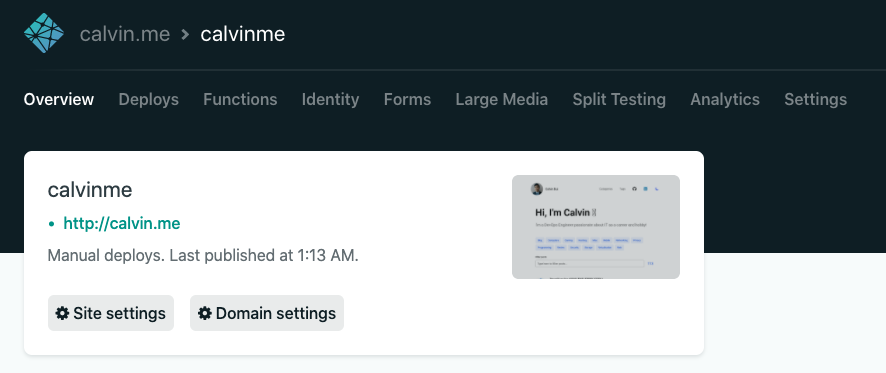 calvin.me > calvinme
Overview Deploys Functions Identity Forms Large Media Split Testing Analytics Settings
calvinme
• http://calvin.me
Manual deploys. Last published at 1:13 AM.
Site settings Domain settings
Hi, I'm Calvin